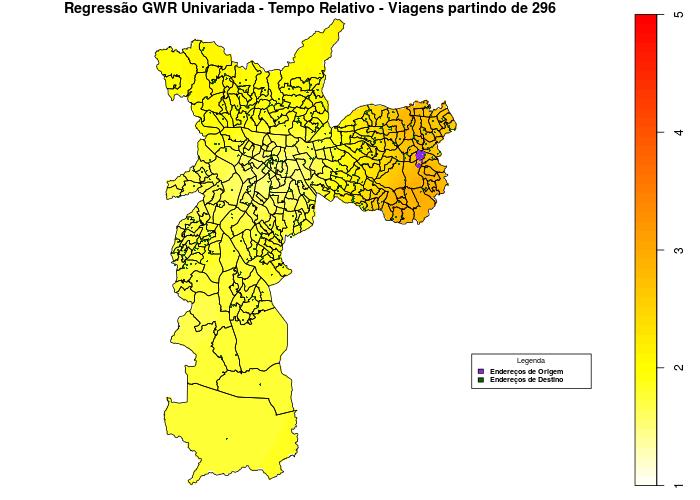 Regressão GWR Univariada - Tempo Relativo - Viagens partindo de 296
5
4
3
2
1
Legenda
Endereços de Origem
Endereços de Destino